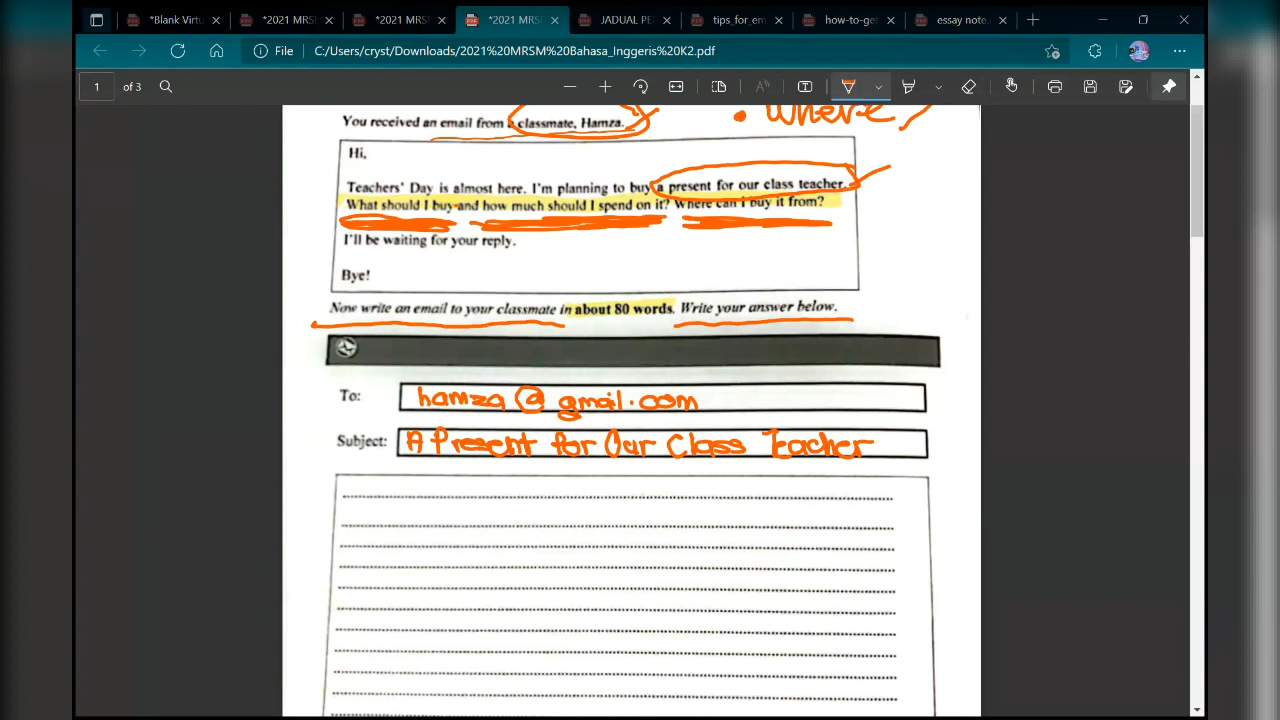 *Blank Virtu
*2021 MRSM
*2021 MRSM
*2021 MRSM
JADUAL PE
tips_for_em
how-to-get
essay note.
File
C:/Users/cryst/Downloads/2021%20MRSM%20Bahasa_Inggeris%20K2.pdf
1 of 3
• Where,
You received an email from a classmate, Hamza.
Hi,
Teachers' Day is almost here. I'm planning to buy a present for our class teacher.
What should I buy and how much should I spend on it? Where can I buy it from?
I'll be waiting for your reply.
Bye!
Now write an email to your classmate in about 80 words. Write your answer below.
To: hamza@gmail.com
Subject: A Present for Our Class Teacher